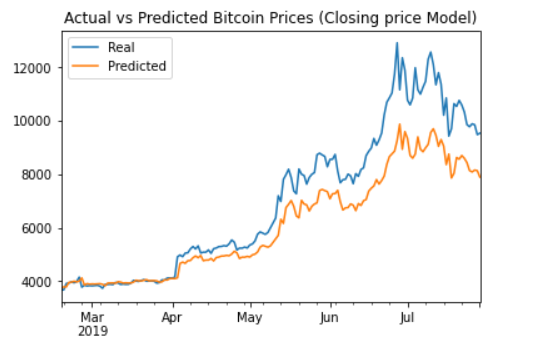 Actual vs Predicted Bitcoin Prices (Closing price Model)
Real
Predicted
12000
10000
8000
6000
4000
Mar Apr May Jun Jul
2019